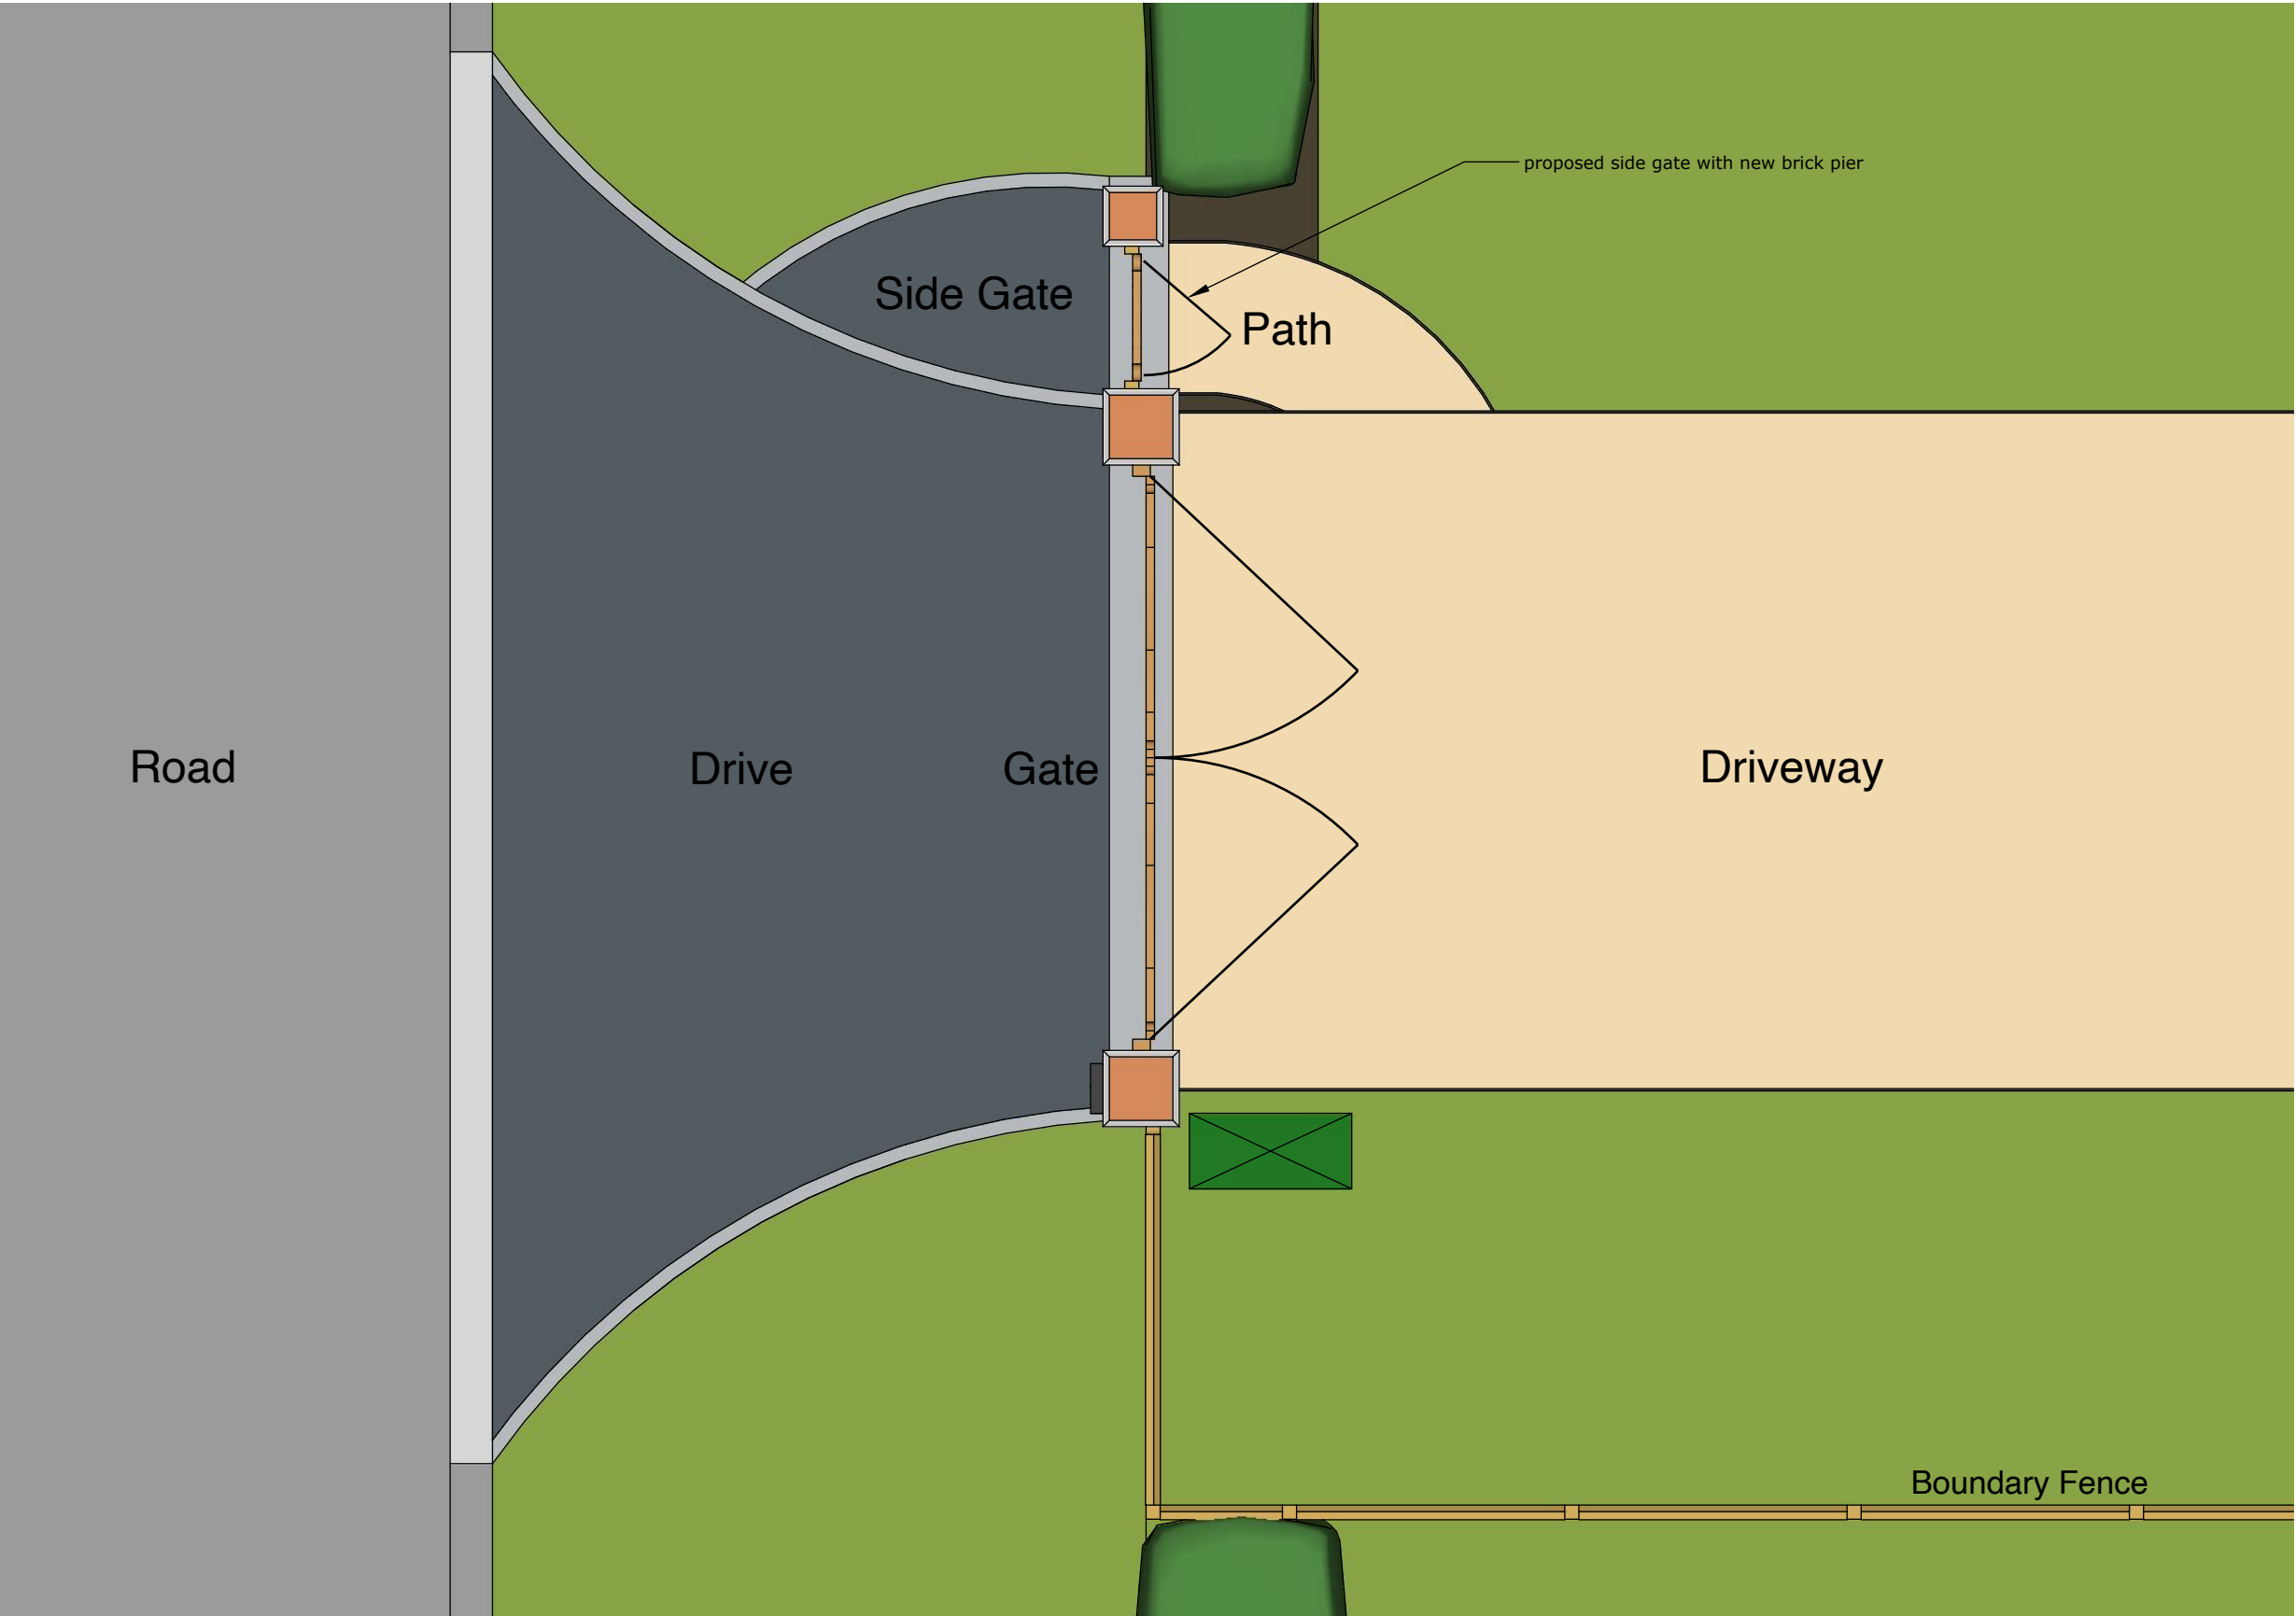 proposed side gate with new brick pier
Side Gate
Path
Road
Drive
Gate
Driveway
Boundary Fence